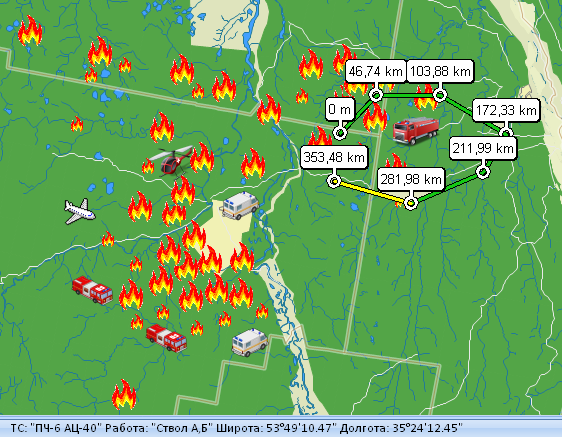 46,74 km
103,88 km
0 m
172,33 km
353,48 km
211,99 km
281,98 km
ТС: "ПЧ-6 АЦ-40" Работа: "Ствол А,Б" Широта: 53°49'10.47" Долгота: 35°24'12.45"